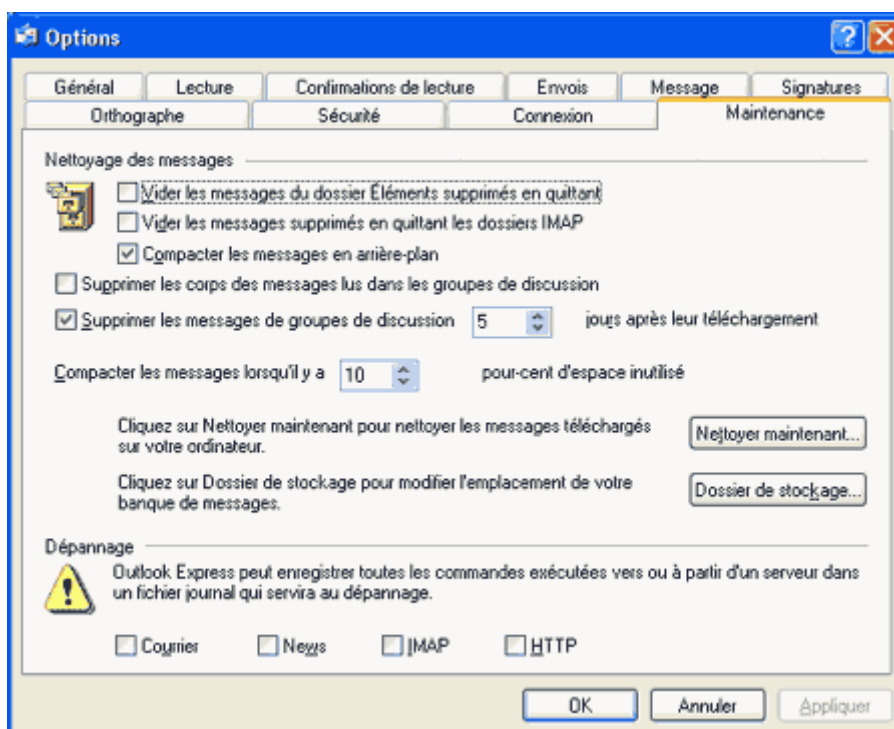 Options
Général Lecture Confirmations de lecture Envois Message Signatures
Orthographe Sécurité Connexion Maintenance
Nettoyage des messages
Vider les messages du dossier Éléments supprimés en quittant
Vider les messages supprimés en quittant les dossiers IMAP
Compacter les messages en arrière-plan
Supprimer les corps des messages lus dans les groupes de discussion
Supprimer les messages de groupes de discussion 5 jours après leur téléchargement
Compacter les messages lorsqu'il y a 10 pour-cent d'espace inutilisé
Cliquez sur Nettoyer maintenant pour nettoyer les messages téléchargés
sur votre ordinateur.
Nettoyer maintenant...
Cliquez sur Dossier de stockage pour modifier l'emplacement de votre
banque de messages.
Dossier de stockage...
Dépannage
Outlook Express peut enregistrer toutes les commandes exécutées vers ou à partir d'un serveur dans
un fichier journal qui servira au dépannage.
Courrier News IMAP HTTP
OK Annuler Appliquer